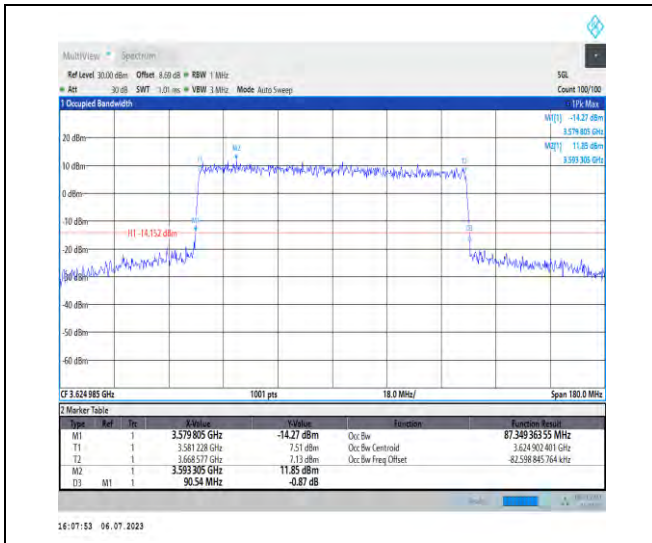 MultiView Spectrum
Ref Level 30.00 dBm Offset 8.69 dB RBW 1 MHz SGL
Att 30 dB SWT 1.01 ms VBW 3 MHz Mode Auto Sweep Count 100/100
1 Occupied Bandwidth 1Pk Max
M1[1] -14.27 dBm
3.579 805 GHz
M2[1] 11.85 dBm
3.593 305 GHz
20 dBm
M2
T1 T2
10 dBm
0 dBm
-10 dBm
M1
D3
H1 -14.152 dBm
-20 dBm
-30 dBm
-40 dBm
-50 dBm
-60 dBm
CF 3.624 985 GHz 1001 pts 18.0 MHz/ Span 180.0 MHz
2 Marker Table
Type Ref Trc X-Value Y-Value Function Function Result
M1 1 3.579 805 GHz -14.27 dBm Occ Bw 87.349 363 55 MHz
T1 1 3.581 228 GHz 7.51 dBm Occ Bw Centroid 3.624 902 401 GHz
T2 1 3.668 577 GHz 7.13 dBm Occ Bw Freq Offset -82.598 845 764 kHz
M2 1 3.593 305 GHz 11.85 dBm
D3 M1 1 90.54 MHz -0.87 dB
16:07:53 06.07.2023